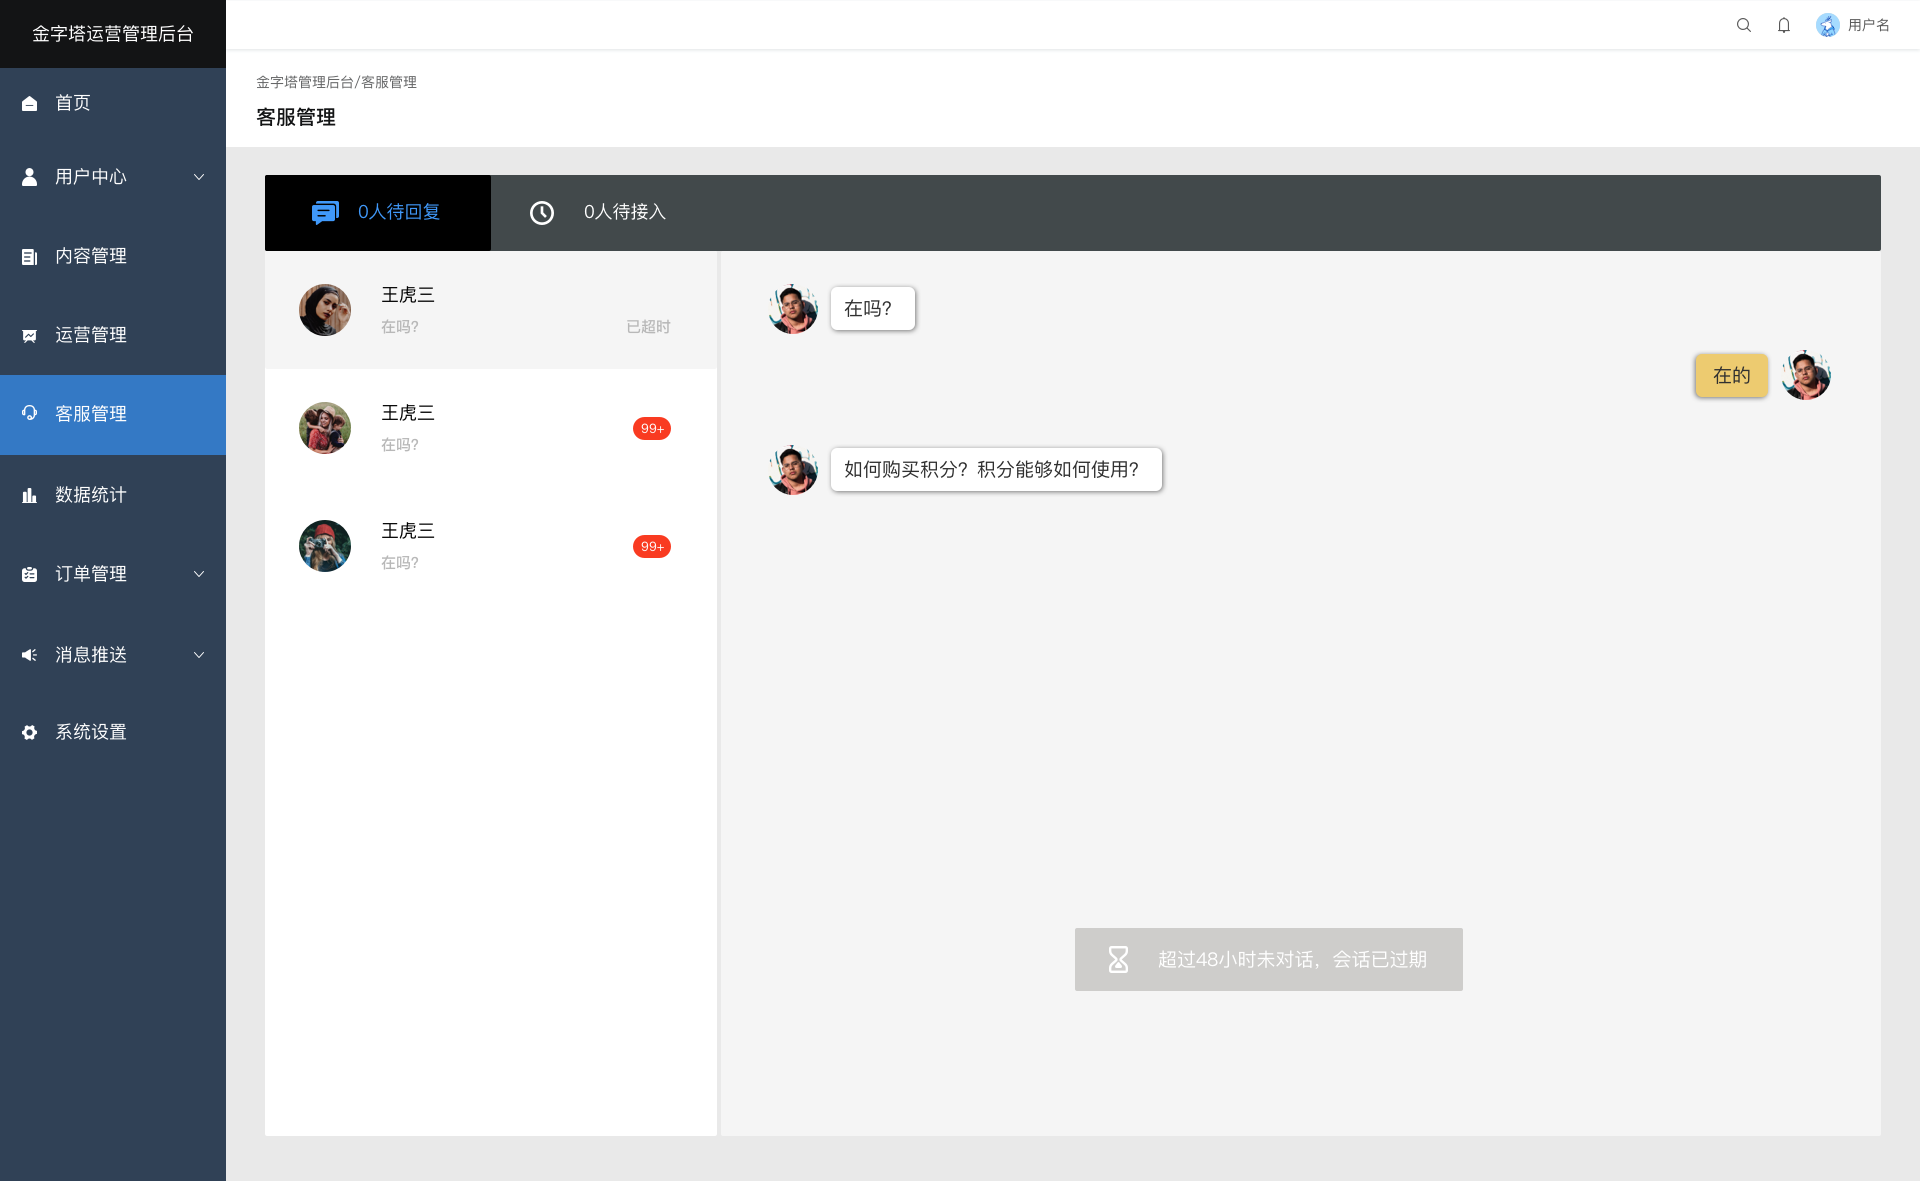 金字塔运营管理后台
用户名
金字塔管理后台/客服管理
客服管理
首页
用户中心
内容管理
运营管理
客服管理
数据统计
订单管理
消息推送
系统设置
0人待回复
0人待接入
王虎三
在吗?
已超时
王虎三
在吗?
99+
王虎三
在吗?
99+
在吗?
在的
如何购买积分? 积分能够如何使用?
超过48小时未对话，会话已过期